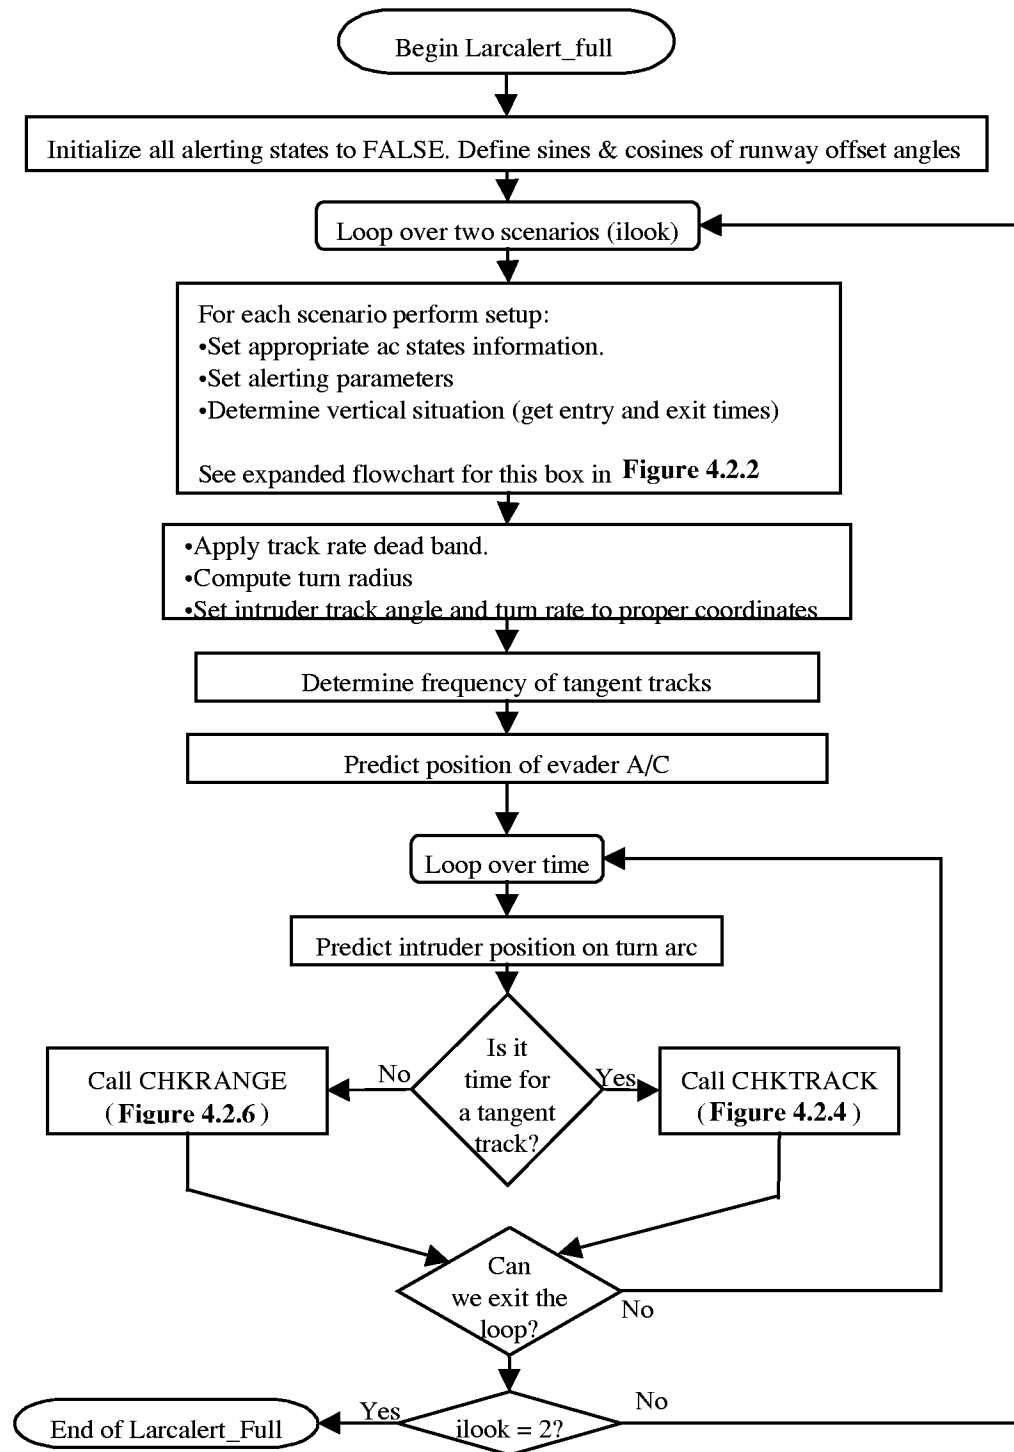 Begin Larcalert_full
Initialize all alerting states to FALSE. Define sines & cosines of runway offset angles
Loop over two scenarios (ilook)
For each scenario perform setup:
•Set appropriate ac states information.
•Set alerting parameters
•Determine vertical situation (get entry and exit times)
See expanded flowchart for this box in Figure 4.2.2
•Apply track rate dead band.
•Compute turn radius
•Set intruder track angle and turn rate to proper coordinates
Determine frequency of tangent tracks
Predict position of evader A/C
Loop over time
Predict intruder position on turn arc
Is it
time for
a tangent
track?
No
Yes
Call CHKRANGE
(Figure 4.2.6)
Call CHKTRACK
(Figure 4.2.4)
Can
we exit the
loop?
No
ilook = 2?
Yes
No
End of Larcalert_Full